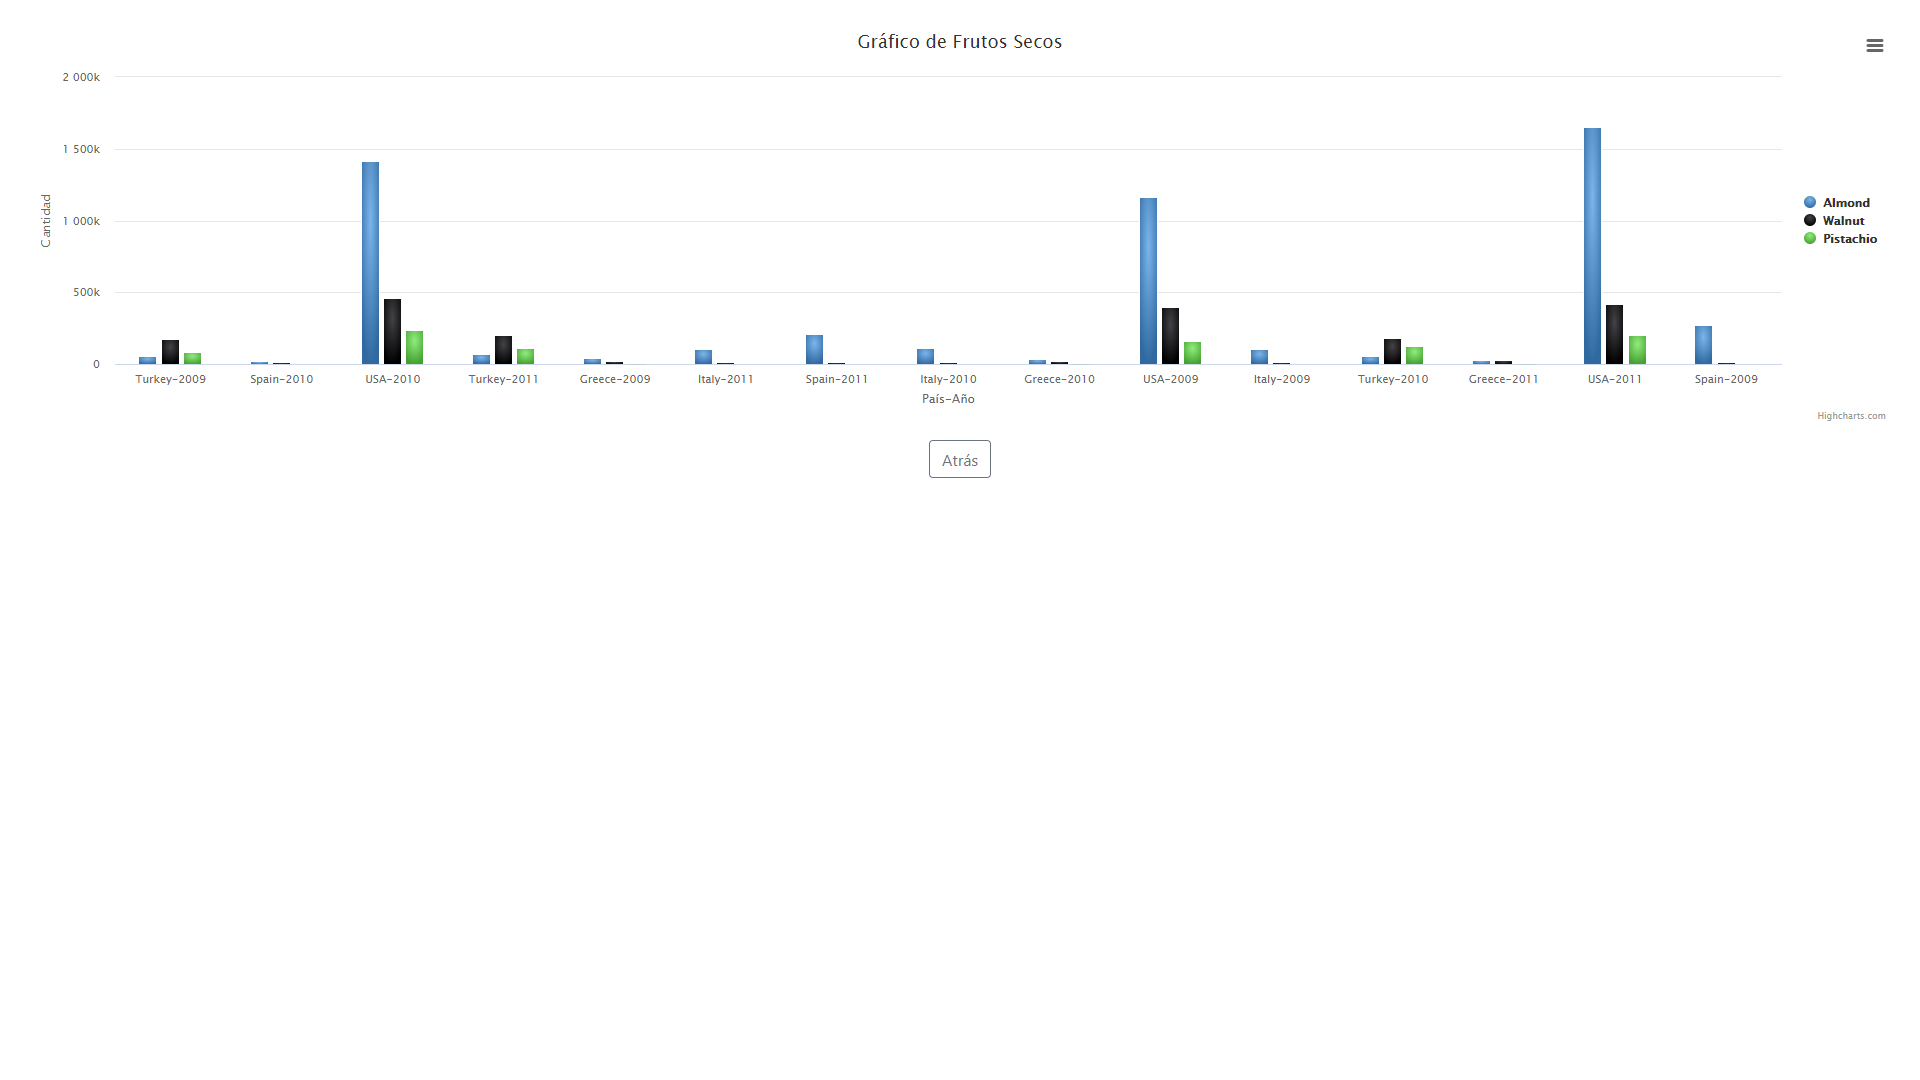 Gráfico de Frutos Secos
Cantidad
2 000k
1 500k
1 000k
500k
0
Turkey-2009 Spain-2010 USA-2010 Turkey-2011 Greece-2009 Italy-2011 Spain-2011 Italy-2010 Greece-2010 USA-2009 Italy-2009 Turkey-2010 Greece-2011 USA-2011 Spain-2009
País-Año
Almond
Walnut
Pistachio
Highcharts.com
Atrás